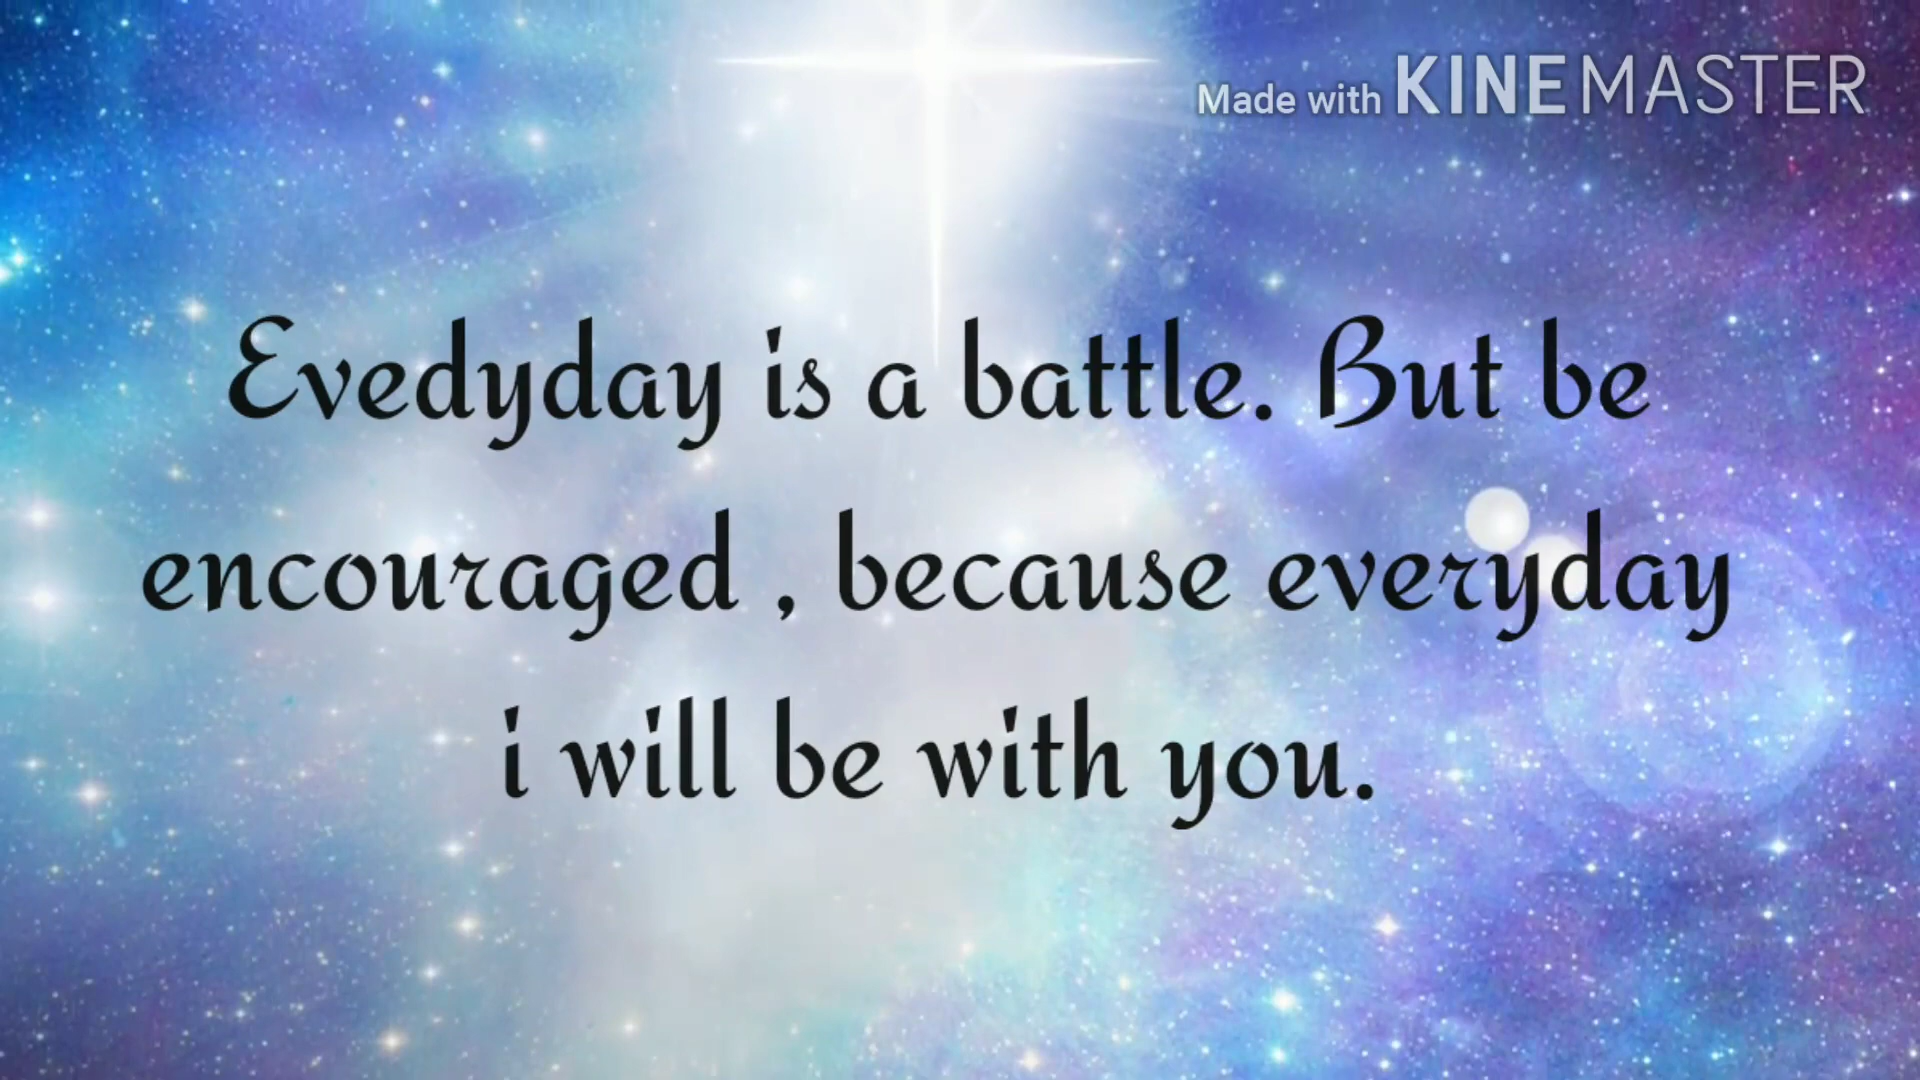 Made with KINEMASTER
Evedyday is a battle. But be
encouraged , because everyday
i will be with you.